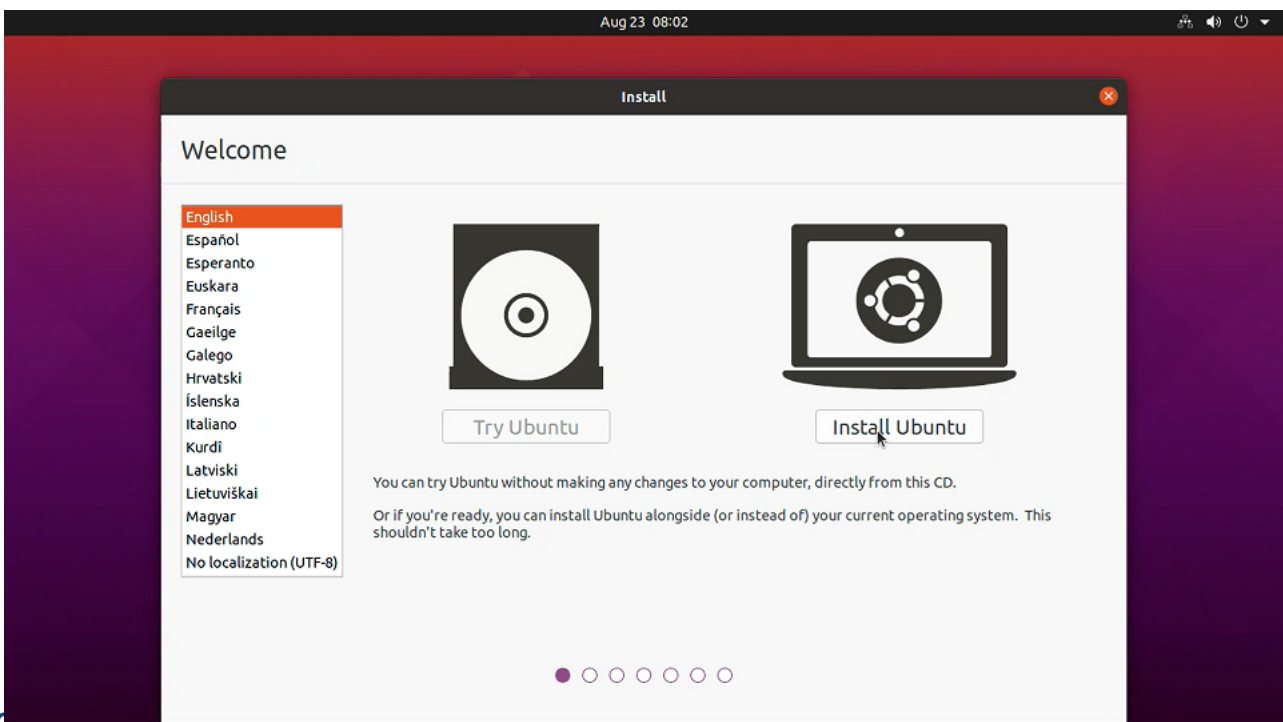 Aug 23 08:02
Install
Welcome
English
Español
Esperanto
Euskara
Français
Gaeilge
Galego
Hrvatski
Íslenska
Italiano
Kurdî
Latviski
Lietuviškai
Magyar
Nederlands
No localization (UTF-8)
Try Ubuntu
Install Ubuntu
You can try Ubuntu without making any changes to your computer, directly from this CD.
Or if you're ready, you can install Ubuntu alongside (or instead of) your current operating system. This
shouldn't take too long.